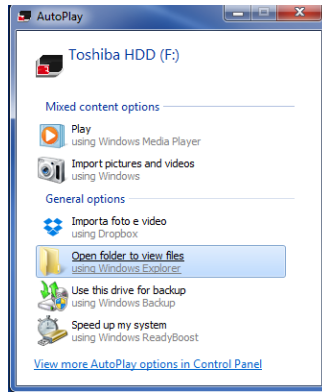 AutoPlay
Toshiba HDD (F:)
Mixed content options
Play
using Windows Media Player
Import pictures and videos
using Windows
General options
Importa foto e video
using Dropbox
Open folder to view files
using Windows Explorer
Use this drive for backup
using Windows Backup
Speed up my system
using Windows ReadyBoost
View more AutoPlay options in Control Panel